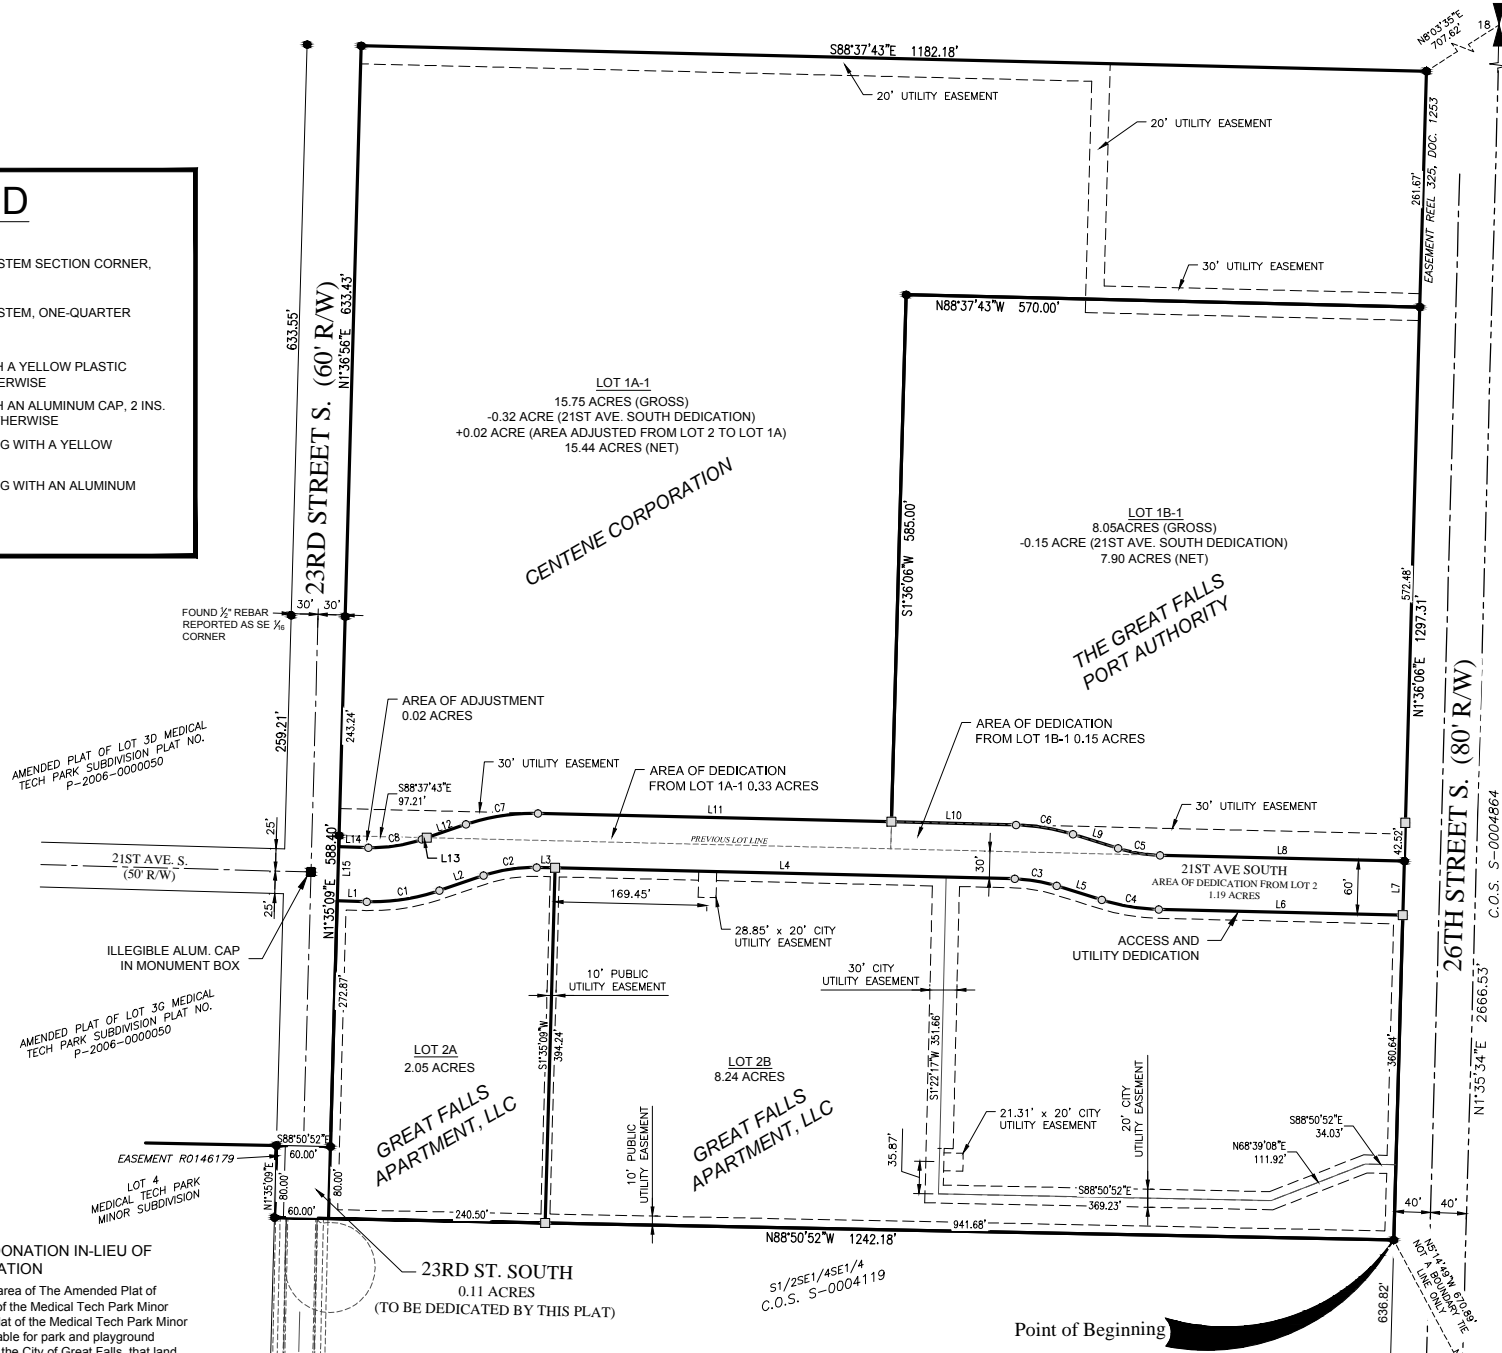 S88°37'43"E 1182.18'
N8°03'35"E
707.62'
18
20' UTILITY EASEMENT
20' UTILITY EASEMENT
EASEMENT REEL 325, DOC. 1253
261.67'
30' UTILITY EASEMENT
N88°37'43"W 570.00'
D
STEM SECTION CORNER,
STEM, ONE-QUARTER
H A YELLOW PLASTIC
ERWISE
H AN ALUMINUM CAP, 2 INS.
THERWISE
G WITH A YELLOW
G WITH AN ALUMINUM
633.55'
23RD STREET S. (60' R/W)
N1°36'56"E 633.43'
LOT 1A-1
15.75 ACRES (GROSS)
-0.32 ACRE (21ST AVE. SOUTH DEDICATION)
+0.02 ACRE (AREA ADJUSTED FROM LOT 2 TO LOT 1A)
15.44 ACRES (NET)
CENTENE CORPORATION
S1°36'06"W 585.00'
LOT 1B-1
8.05ACRES (GROSS)
-0.15 ACRE (21ST AVE. SOUTH DEDICATION)
7.90 ACRES (NET)
THE GREAT FALLS
PORT AUTHORITY
572.48'
N1°36'06"E 1297.31'
26TH STREET S. (80' R/W)
C.O.S. S-0004864
N1°35'34"E 2666.53'
FOUND ½" REBAR
REPORTED AS SE 1/16
CORNER
30' 30'
259.21'
243.24'
AREA OF ADJUSTMENT
0.02 ACRES
AMENDED PLAT OF LOT 3D MEDICAL
TECH PARK SUBDIVISION PLAT NO.
P-2006-0000050
S88°37'43"E
97.21'
30' UTILITY EASEMENT
AREA OF DEDICATION
FROM LOT 1A-1 0.33 ACRES
AREA OF DEDICATION
FROM LOT 1B-1 0.15 ACRES
30' UTILITY EASEMENT
L14 C8 L12 C7 L11 L10 C6 L9 C5 L8
L13
PREVIOUS LOT LINE
42.52'
25'
21ST AVE. S.
(50' R/W)
25'
588.40'
N1°35'09"E
L15
L1 C1 L2 C2 L3 L4 C3 L5 C4 L6
30'
21ST AVE SOUTH
AREA OF DEDICATION FROM LOT 2
1.19 ACRES
60'
L7
169.45'
28.85' x 20' CITY
UTILITY EASEMENT
ACCESS AND
UTILITY DEDICATION
ILLEGIBLE ALUM. CAP
IN MONUMENT BOX
272.87'
10' PUBLIC
UTILITY EASEMENT
30' CITY
UTILITY EASEMENT
AMENDED PLAT OF LOT 3G MEDICAL
TECH PARK SUBDIVISION PLAT NO.
P-2006-0000050
LOT 2A
2.05 ACRES
GREAT FALLS
APARTMENT, LLC
S1°35'09"W
394.24'
LOT 2B
8.24 ACRES
GREAT FALLS
APARTMENT, LLC
S1°22'17"W 351.66'
360.64'
21.31' x 20' CITY
UTILITY EASEMENT
20' CITY
UTILITY EASEMENT
S88°50'52"E
34.03'
N68°39'08"E
111.92'
35.87'
S88°50'52"E
369.23'
S88°50'52"E
60.00'
EASEMENT R0146179
LOT 4
MEDICAL TECH PARK
MINOR SUBDIVISION
N1°35'09"E
80.00'
80.00'
60.00'
240.50'
10' PUBLIC
UTILITY EASEMENT
941.68'
N88°50'52"W 1242.18'
40' 40'
DONATION IN-LIEU OF
ATION
area of The Amended Plat of
of the Medical Tech Park Minor
lat of the Medical Tech Park Minor
able for park and playground
the City of Great Falls, that land
23RD ST. SOUTH
0.11 ACRES
(TO BE DEDICATED BY THIS PLAT)
S1/2SE1/4SE1/4
C.O.S. S-0004119
Point of Beginning
636.82'
N5°14'49"W 670.89'
NOT A BOUNDARY TIE
LINE ONLY